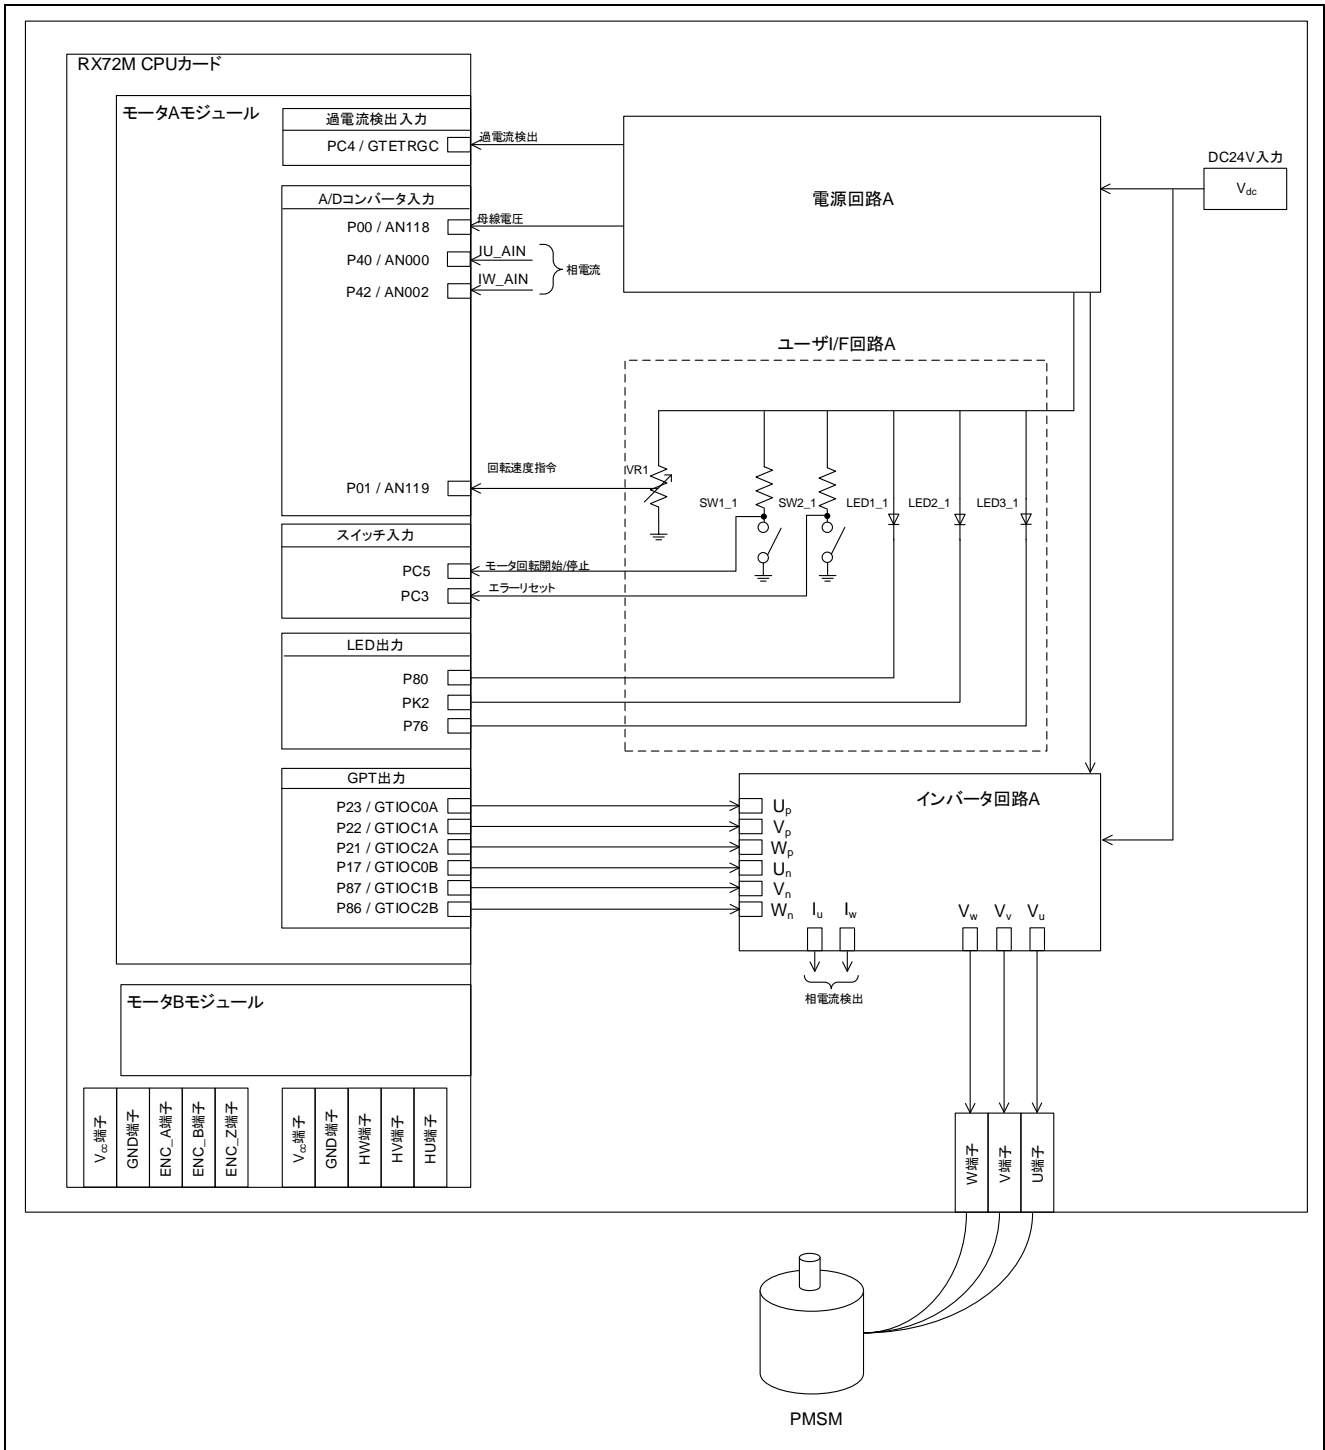 RX72M CPUカード
モータAモジュール
過電流検出入力
PC4 / GTETRGC
過電流検出
A/Dコンバータ入力
P00 / AN118
母線電圧
P40 / AN000
IU_AIN
P42 / AN002
IW_AIN
相電流
P01 / AN119
回転速度指令
電源回路A
DC24V入力
Vdc
ユーザI/F回路A
VR1
SW1_1
SW2_1
LED1_1
LED2_1
LED3_1
スイッチ入力
PC5
モータ回転開始/停止
PC3
エラーリセット
LED出力
P80
PK2
P76
GPT出力
P23 / GTIOC0A
P22 / GTIOC1A
P21 / GTIOC2A
P17 / GTIOC0B
P87 / GTIOC1B
P86 / GTIOC2B
インバータ回路A
Up
Vp
Wp
Un
Vn
Wn
Iu
Iw
Vw
Vv
Vu
相電流検出
モータBモジュール
Vcc端子
GND端子
ENC_A端子
ENC_B端子
ENC_Z端子
Vcc端子
GND端子
HW端子
HV端子
HU端子
W端子
V端子
U端子
PMSM